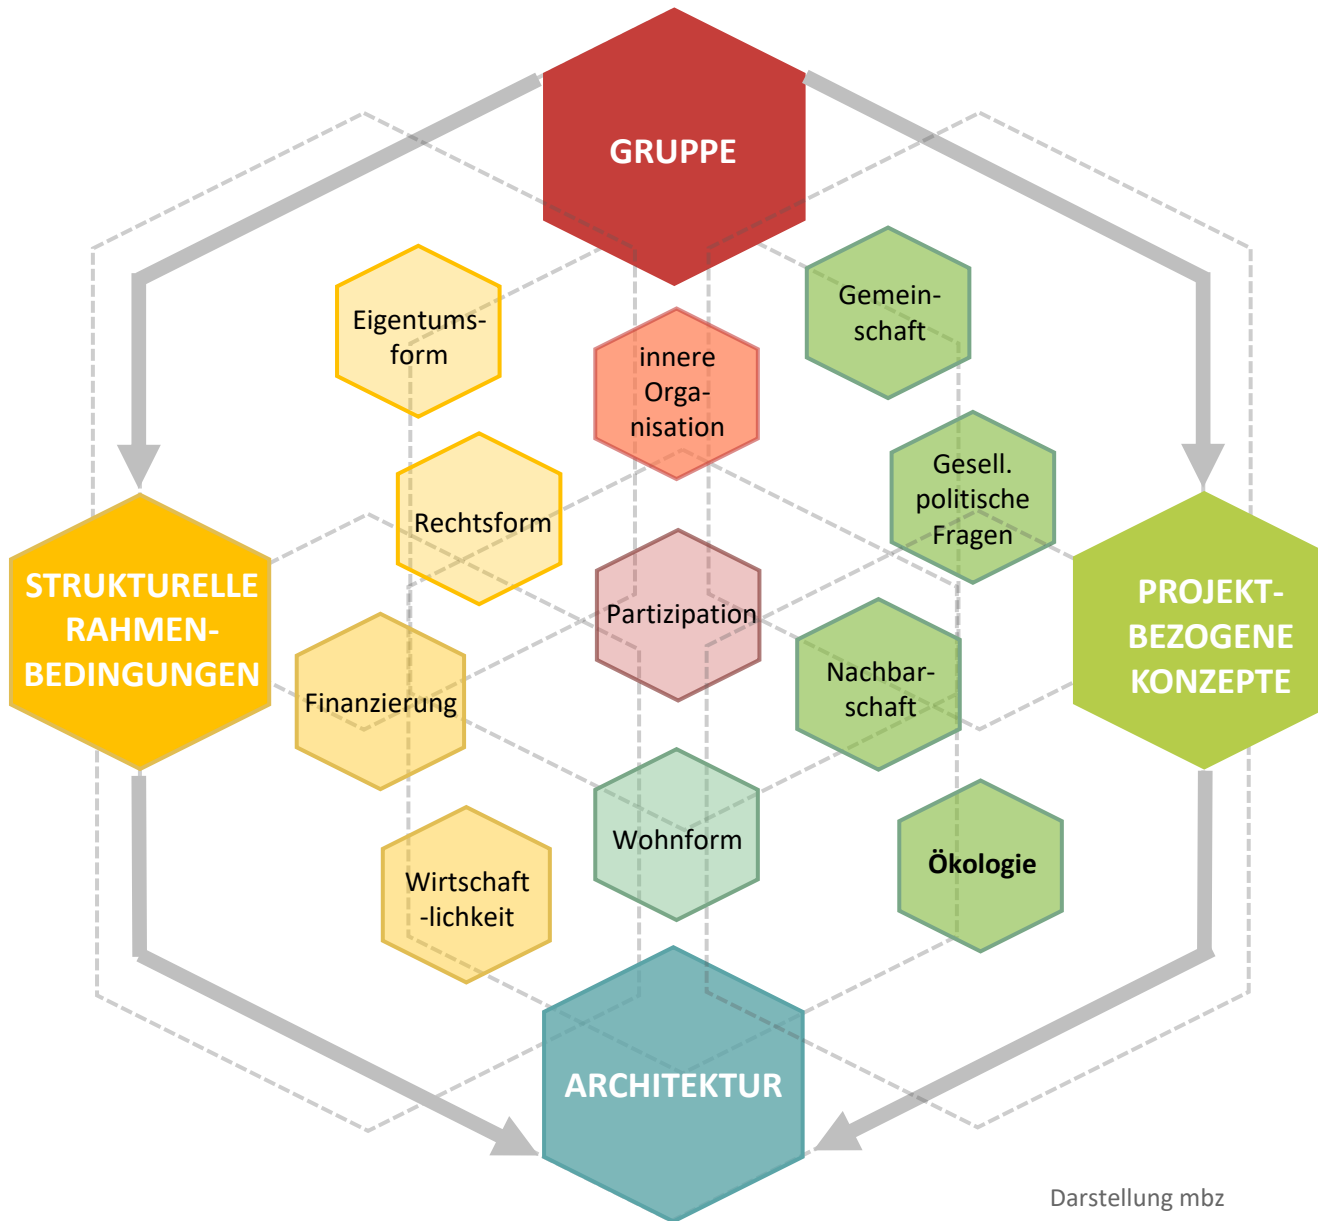 GRUPPE
Eigentums-
form
Gemein-
schaft
innere
Orga-
nisation
Rechtsform
Gesell.
politische
Fragen
STRUKTURELLE
RAHMEN-
BEDINGUNGEN
Partizipation
PROJEKT-
BEZOGENE
KONZEPTE
Finanzierung
Nachbar-
schaft
Wohnform
Ökologie
Wirtschaft
-lichkeit
ARCHITEKTUR
Darstellung mbz